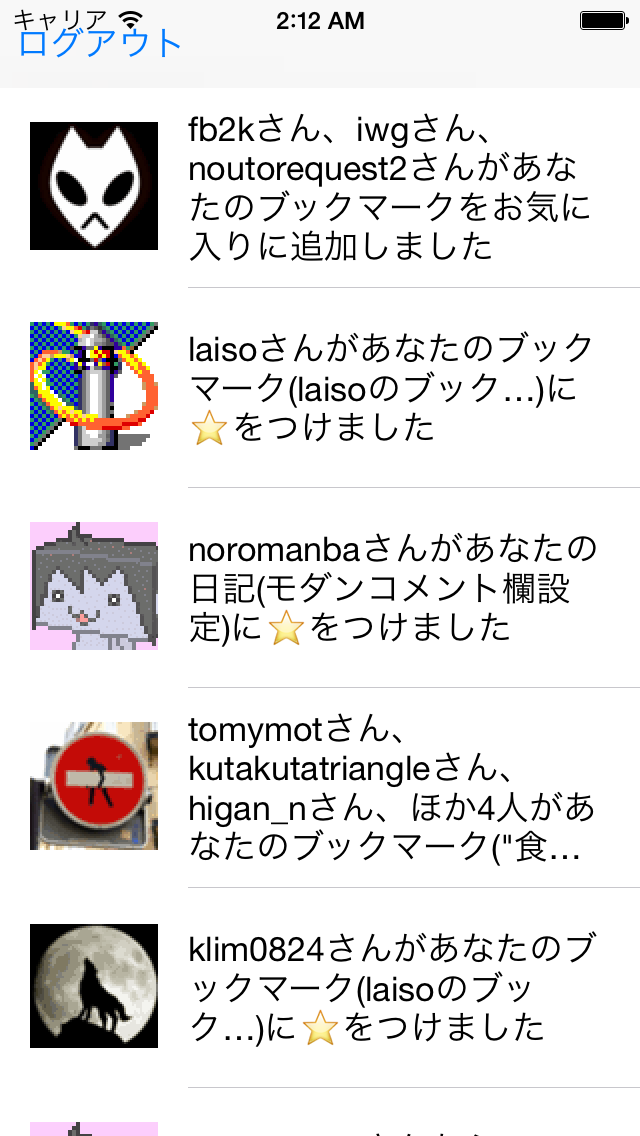 キャリア 2:12 AM
ログアウト
fb2kさん、iwgさん、
noutorequest2さんがあな
たのブックマークをお気に
入りに追加しました
laisoさんがあなたのブック
マーク(laisoのブック…)に
⭐をつけました
noromanbaさんがあなたの
日記(モダンコメント欄設
定)に⭐をつけました
tomymotさん、
kutakutatriangleさん、
higan_nさん、ほか4人があ
なたのブックマーク("食…
klim0824さんがあなたのブ
ックマーク(laisoのブッ
ク…)に⭐をつけました